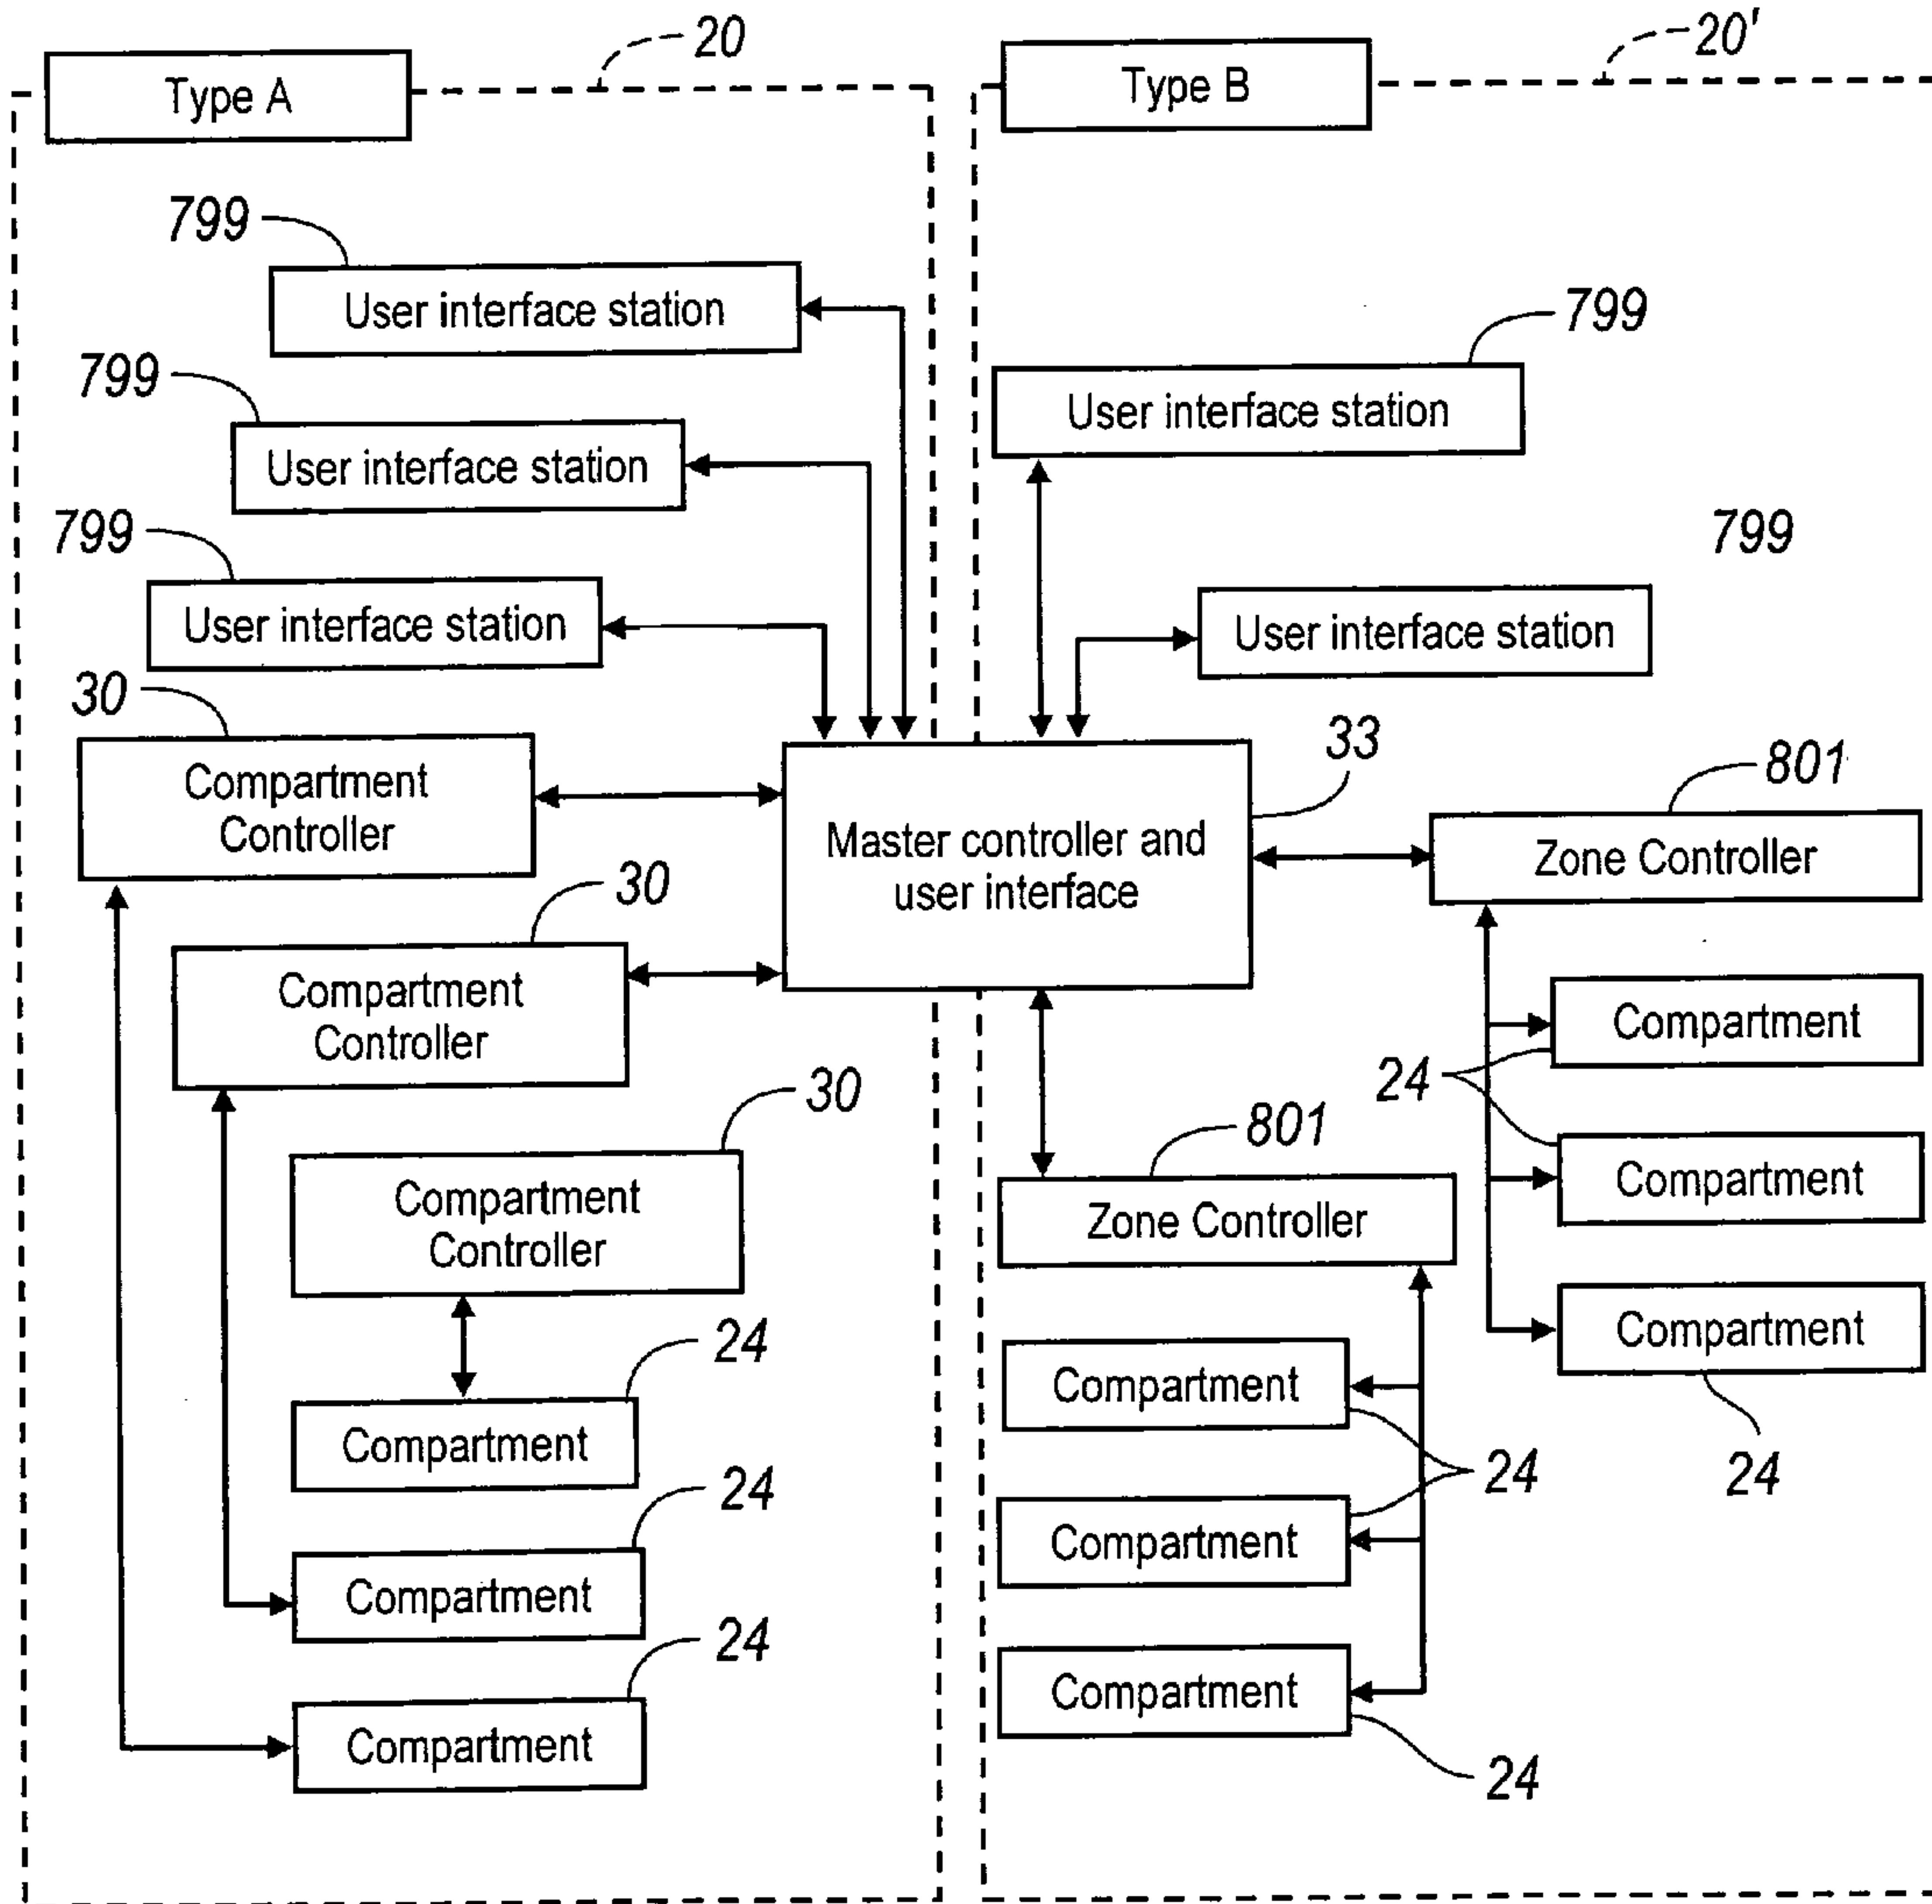 20
20'
Type A
Type B
799
User interface station
799
User interface station
799
User interface station
799
User interface station
799
User interface station
30
Compartment
Controller
33
Master controller and
user interface
801
Zone Controller
30
Compartment
Controller
Compartment
24
Compartment
Compartment
24
30
Compartment
Controller
801
Zone Controller
24
Compartment
24
Compartment
24
Compartment
Compartment
24
Compartment
Compartment
24